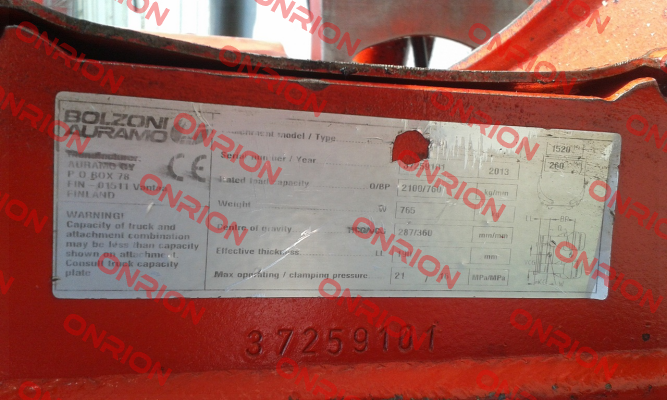 BOLZONI
AURAMO
Manufacturer
AURAMO OY
P O BOX 78
FIN - 01511 Vantaa
FINLAND
WARNING!
Capacity of truck and
attachment combination
may be less than capacity
shown on attachment.
Consult truck capacity
plate
model / Type
Serial number / Year 2013
Rated load capacity Q/BP 2100/760 kg/mm
Weight W 765
Centre of gravity 287/360 mm/mm
Effective thickness mm
Max operating / clamping pressure 21 / MPa/MPa
1520
260
CE
37259101
ONRION